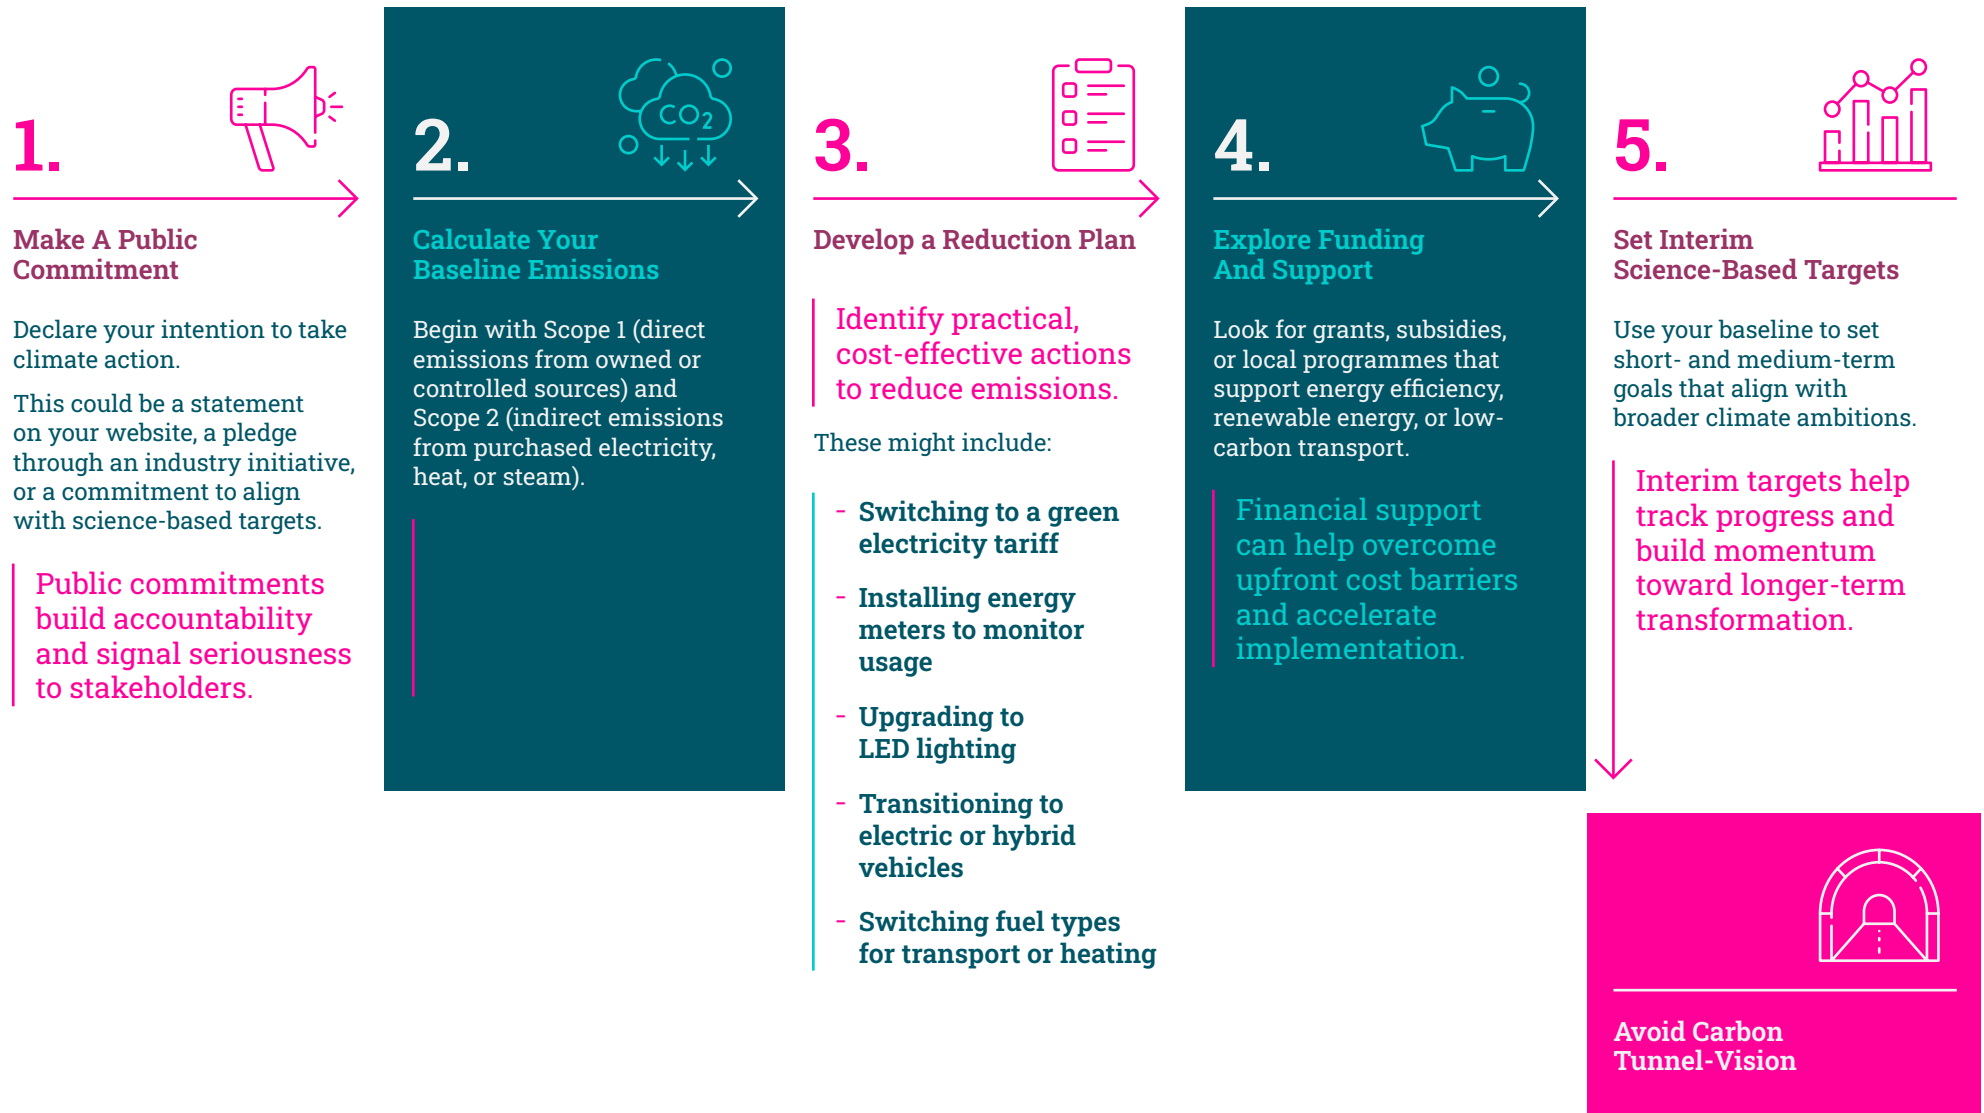 1.
Make A Public
Commitment
Declare your intention to take
climate action.
This could be a statement
on your website, a pledge
through an industry initiative,
or a commitment to align
with science-based targets.
Public commitments
build accountability
and signal seriousness
to stakeholders.
CO2
2.
Calculate Your
Baseline Emissions
Begin with Scope 1 (direct
emissions from owned or
controlled sources) and
Scope 2 (indirect emissions
from purchased electricity,
heat, or steam).
3.
Develop a Reduction Plan
Identify practical,
cost-effective actions
to reduce emissions.
These might include:
- Switching to a green
electricity tariff
- Installing energy
meters to monitor
usage
- Upgrading to
LED lighting
- Transitioning to
electric or hybrid
vehicles
- Switching fuel types
for transport or heating
4.
Explore Funding
And Support
Look for grants, subsidies,
or local programmes that
support energy efficiency,
renewable energy, or low-
carbon transport.
Financial support
can help overcome
upfront cost barriers
and accelerate
implementation.
5.
Set Interim
Science-Based Targets
Use your baseline to set
short- and medium-term
goals that align with
broader climate ambitions.
Interim targets help
track progress and
build momentum
toward longer-term
transformation.
Avoid Carbon
Tunnel-Vision